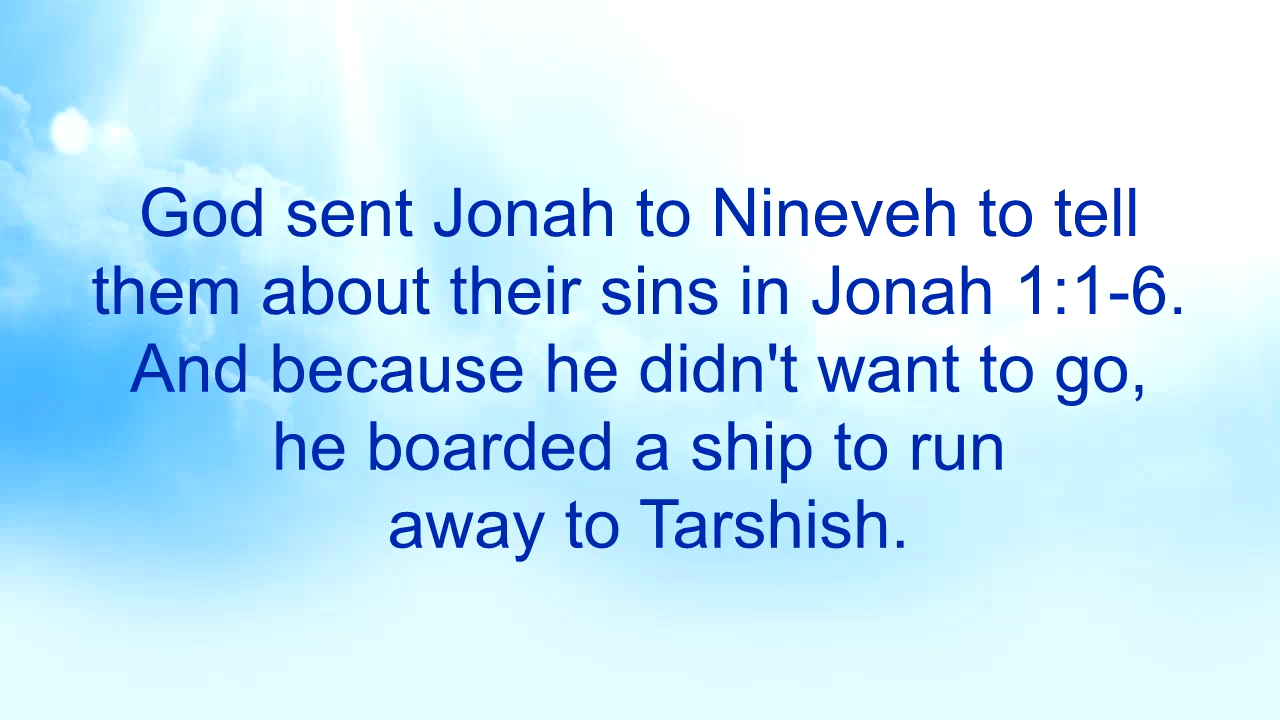 God sent Jonah to Nineveh to tell
them about their sins in Jonah 1:1-6.
And because he didn't want to go,
he boarded a ship to run
away to Tarshish.